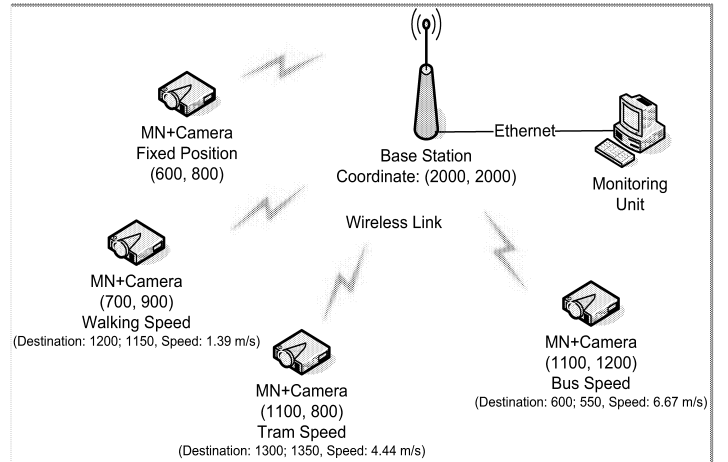 MN+Camera
Fixed Position
(600, 800)
Ethernet
Base Station
Coordinate: (2000, 2000)
Monitoring
Unit
Wireless Link
MN+Camera
(700, 900)
Walking Speed
(Destination: 1200; 1150, Speed: 1.39 m/s)
MN+Camera
(1100, 800)
Tram Speed
(Destination: 1300; 1350, Speed: 4.44 m/s)
MN+Camera
(1100, 1200)
Bus Speed
(Destination: 600; 550, Speed: 6.67 m/s)